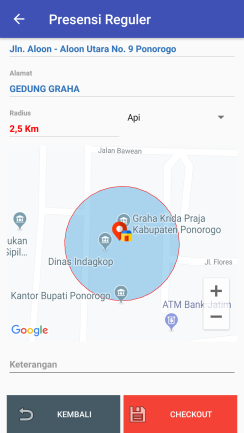 Presensi Reguler
Jln. Aloon - Aloon Utara No. 9 Ponorogo
Alamat
GEDUNG GRAHA
Radius
2,5 Km
Api
Jalan Bawean
Graha Krida Praja
Kabupaten Ponorogo
ukan
Sipil...
Dinas Indagkop
Jl. Flores
Kantor Bupati Ponorogo
ATM Bank Jatim
Google
Keterangan
KEMBALI
CHECKOUT